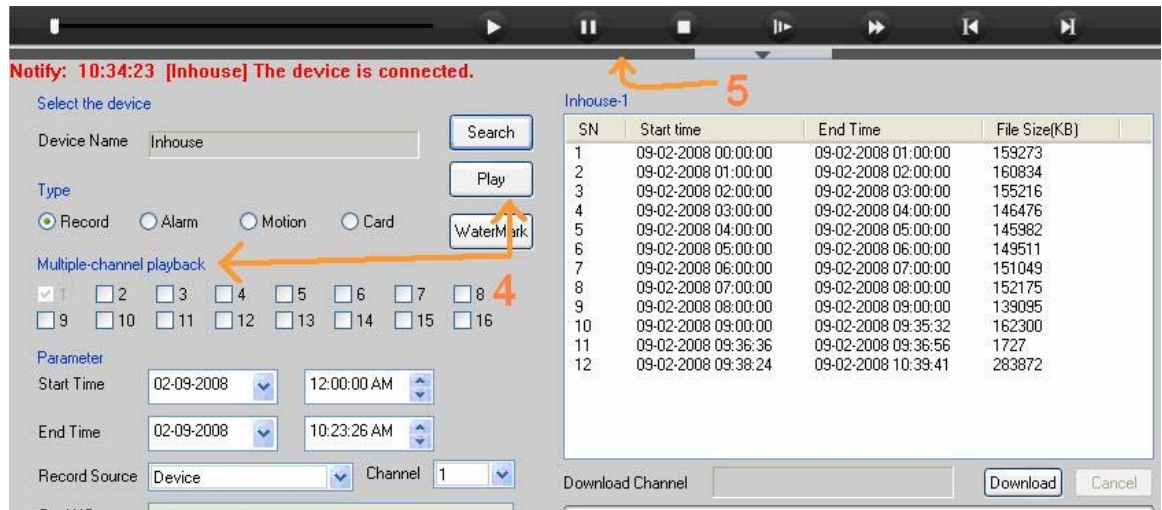 Notify: 10:34:23 [Inhouse] The device is connected.
5
Select the device
Device Name Inhouse
Search
Play
WaterMark
Type
Record Alarm Motion Card
Multiple-channel playback
4
1 2 3 4 5 6 7 8
9 10 11 12 13 14 15 16
Parameter
Start Time 02-09-2008 12:00:00 AM
End Time 02-09-2008 10:23:26 AM
Record Source Device Channel 1
Inhouse-1
SN Start time End Time File Size(KB)
1 09-02-2008 00:00:00 09-02-2008 01:00:00 159273
2 09-02-2008 01:00:00 09-02-2008 02:00:00 160834
3 09-02-2008 02:00:00 09-02-2008 03:00:00 155216
4 09-02-2008 03:00:00 09-02-2008 04:00:00 146476
5 09-02-2008 04:00:00 09-02-2008 05:00:00 145982
6 09-02-2008 05:00:00 09-02-2008 06:00:00 149511
7 09-02-2008 06:00:00 09-02-2008 07:00:00 151049
8 09-02-2008 07:00:00 09-02-2008 08:00:00 152175
9 09-02-2008 08:00:00 09-02-2008 09:00:00 139095
10 09-02-2008 09:00:00 09-02-2008 09:35:32 162300
11 09-02-2008 09:36:36 09-02-2008 09:36:56 1727
12 09-02-2008 09:38:24 09-02-2008 10:39:41 283872
Download Channel Download Cancel